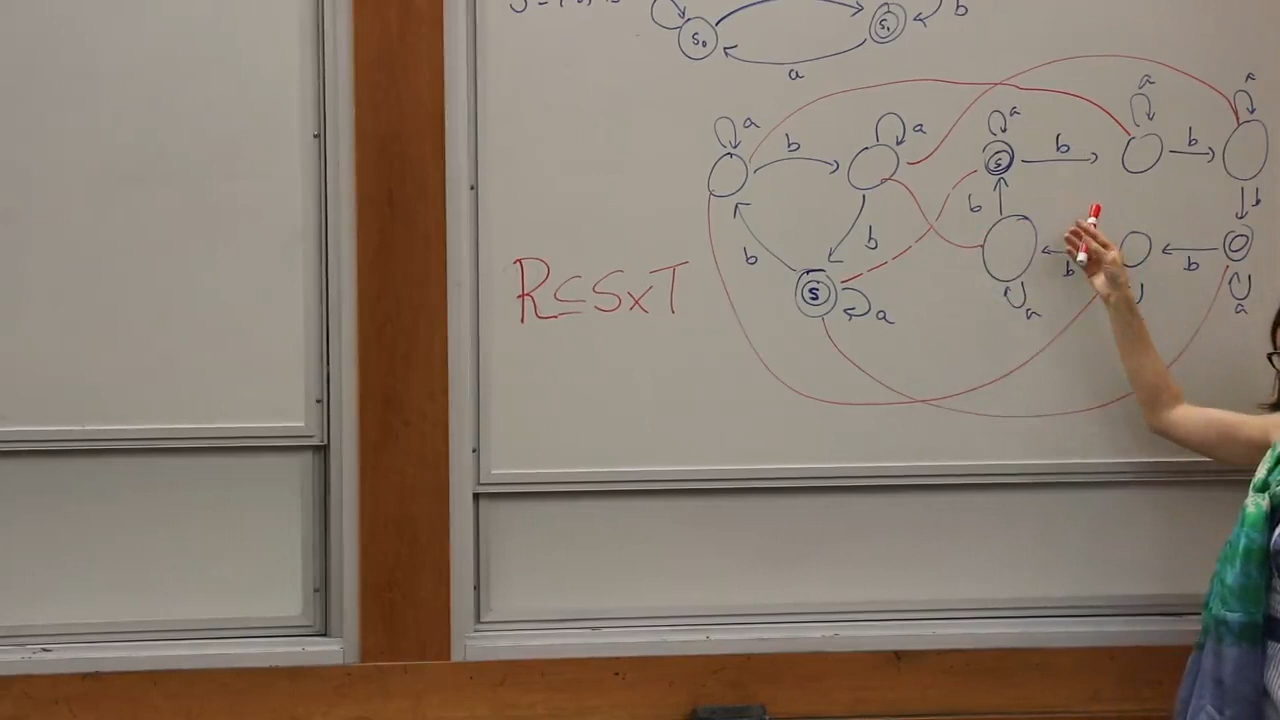 S₀ S₁ b
a
a a a a a
b b b b
S
b b b b
S a a a
b b
R⊆S×T